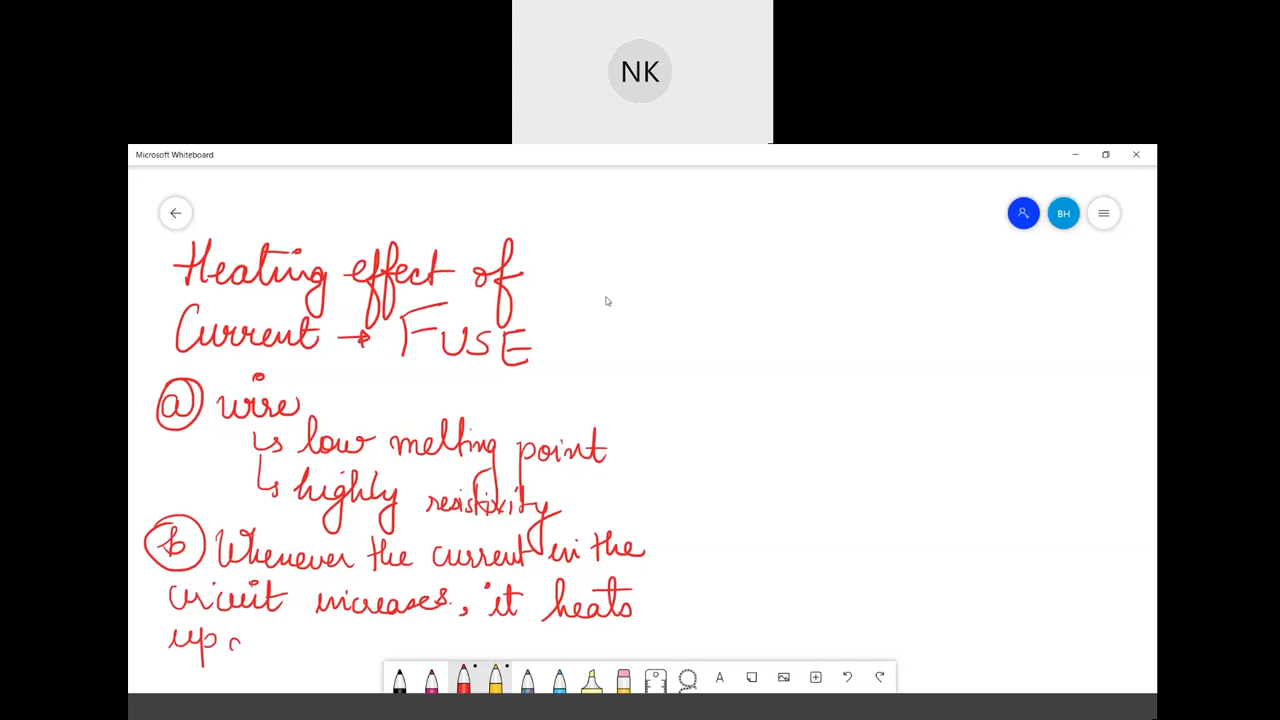 NK
Microsoft Whiteboard
BH
Heating effect of
Current → FUSE
a wire
↳ low melting point
↳ highly resistivity
b Whenever the current in the
circuit increases, it heats
up
A